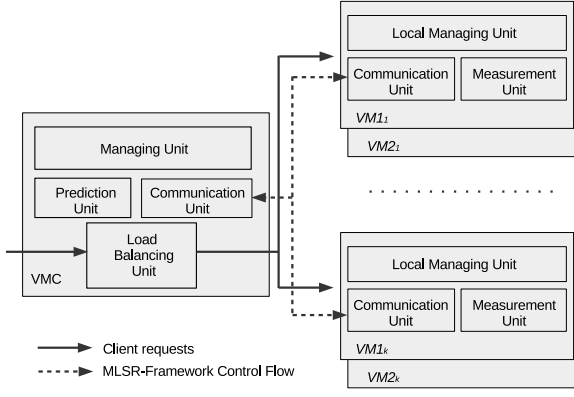 Local Managing Unit
Communication
Unit
Measurement
Unit
VM1₁
VM2₁
Managing Unit
Prediction
Unit
Communication
Unit
Load
Balancing
Unit
VMC
Local Managing Unit
Communication
Unit
Measurement
Unit
VM1ₖ
VM2ₖ
Client requests
MLSR-Framework Control Flow